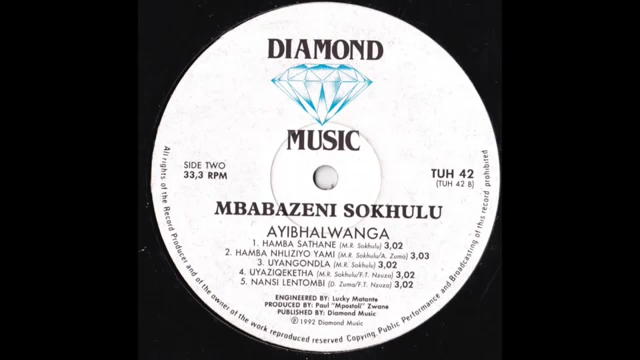 DIAMOND
MUSIC
SIDE TWO
33,3 RPM
TUH 42
(TUH 42 B)
MBABAZENI SOKHULU
AYIBHALWANGA
1. HAMBA SATHANE (M.R. Sokhulu) 3,02
2. HAMBA NHLIZIYO YAMI (M.R. Sokhulu/A. Zuma) 3,03
3. UYANGONDLA (M.R. Sokhulu) 3,02
4. UYAZIQEKETHA (M.R. Sokhulu/F.T. Nzuza) 3,02
5. NANSI LENTOMBI (D. Zuma/F.T. Nzuza) 3,02
ENGINEERED BY: Lucky Matante
PRODUCED BY: Paul "Mpostoli" Zwane
PUBLISHED BY: Diamond Music
℗ 1992 Diamond Music
All rights of the Record Producer and of the owner of the work reproduced reserved. Copying, Public Performance and Broadcasting of this record prohibited